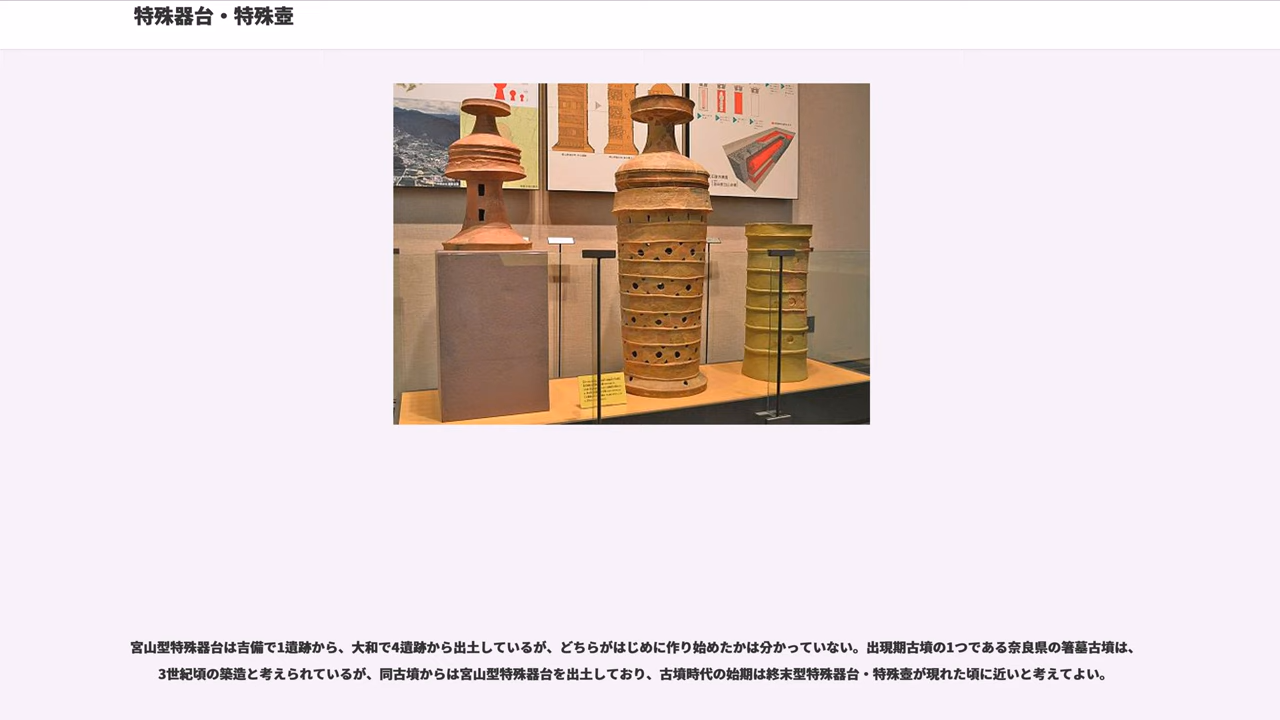 特殊器台・特殊壺
宮山型特殊器台は吉備で1遺跡から、大和で4遺跡から出土しているが、どちらがはじめに作り始めたかは分かっていない。出現期古墳の1つである奈良県の箸墓古墳は、
3世紀頃の築造と考えられているが、同古墳からは宮山型特殊器台を出土しており、古墳時代の始期は終末型特殊器台・特殊壺が現れた頃に近いと考えてよい。